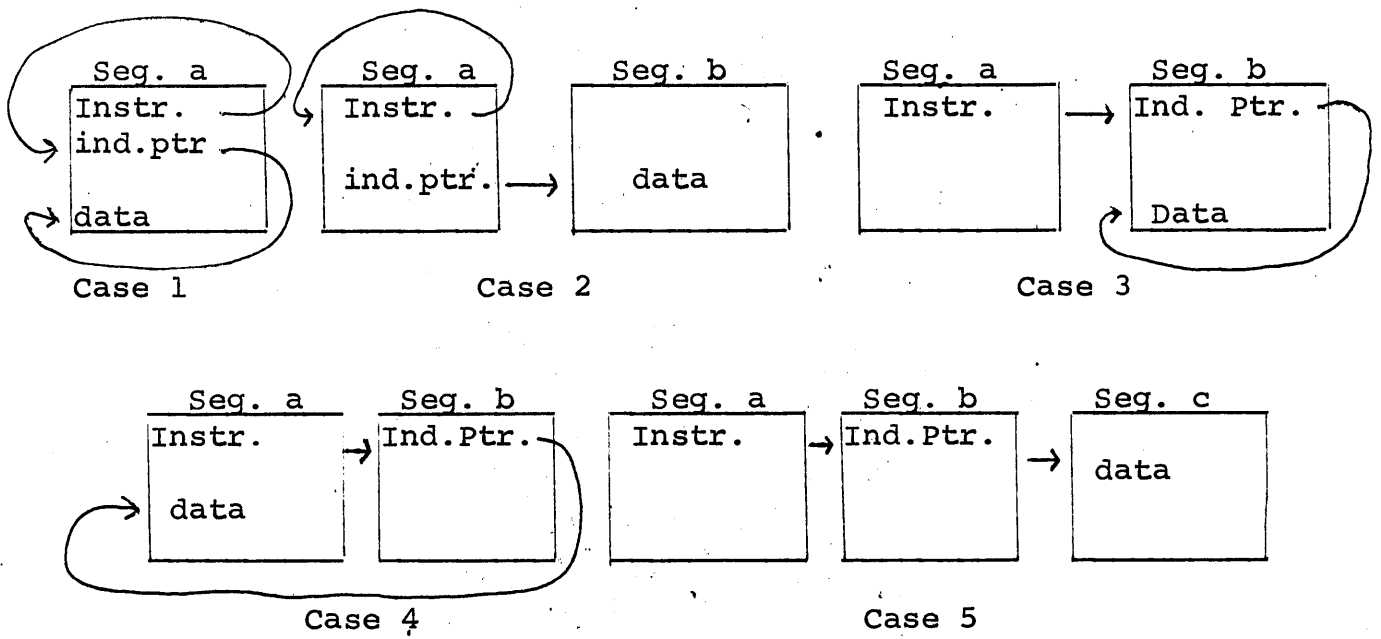 Seg. a
Instr.
ind.ptr
data
Case 1
Seg. a
Instr.
ind.ptr.
Seg. b
data
Case 2
Seg. a
Instr.
Seg. b
Ind. Ptr.
Data
Case 3
Seg. a
Instr.
data
Seg. b
Ind.Ptr.
Case 4
Seg. a
Instr.
Seg. b
Ind.Ptr.
Seg. c
data
Case 5